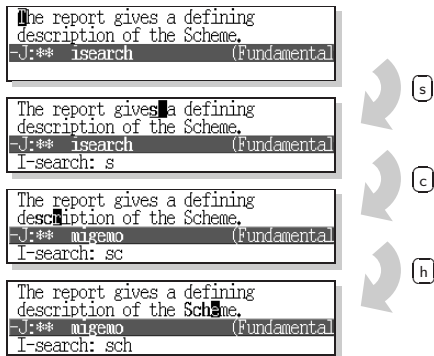 The report gives a defining
description of the Scheme.
-J:** isearch (Fundamental
s
The report gives a defining
description of the Scheme.
-J:** isearch (Fundamental
I-search: s
c
The report gives a defining
description of the Scheme.
-J:** migemo (Fundamental
I-search: sc
h
The report gives a defining
description of the Scheme.
-J:** migemo (Fundamental
I-search: sch